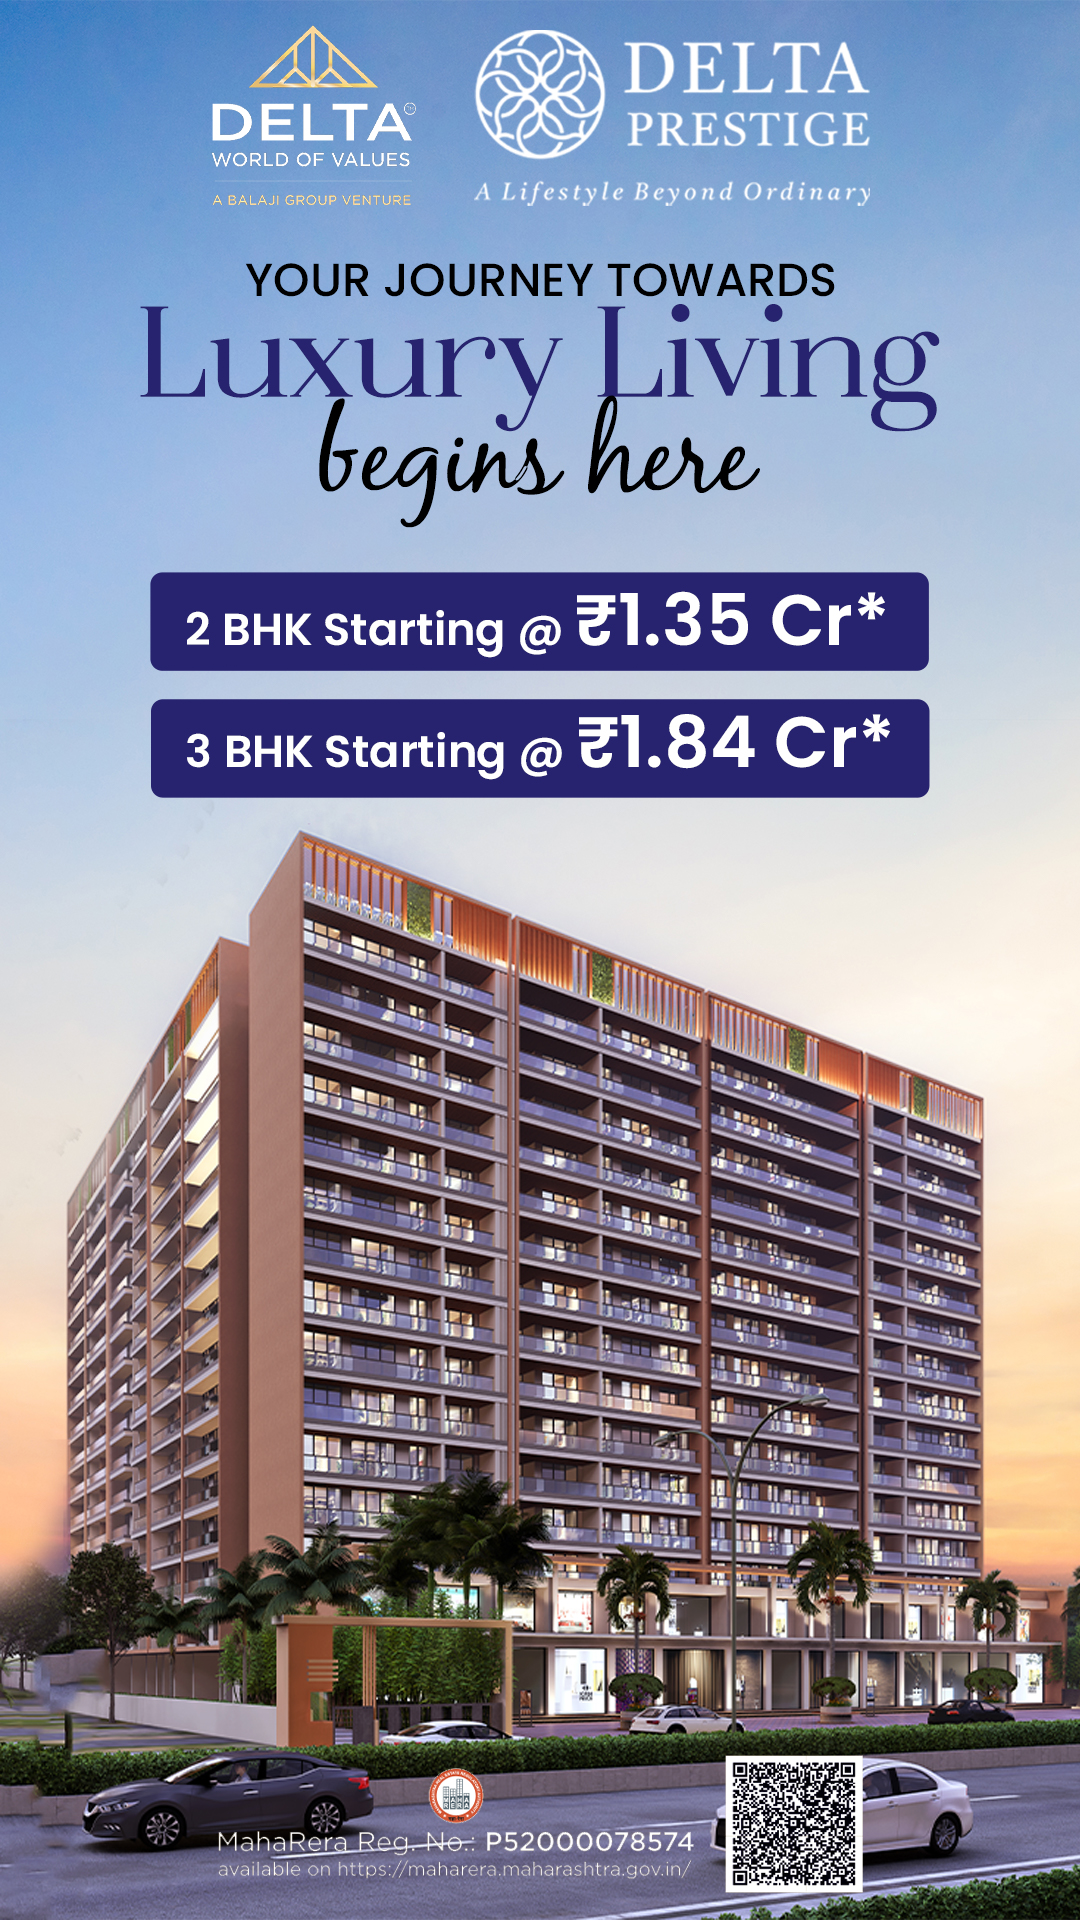 DELTA
WORLD OF VALUES
A BALAJI GROUP VENTURE
DELTA
PRESTIGE
A Lifestyle Beyond Ordinary
YOUR JOURNEY TOWARDS
Luxury Living
begins here
2 BHK Starting @ ₹1.35 Cr*
3 BHK Starting @ ₹1.84 Cr*
MAHA
RERA
MahaRera Reg. No.: P52000078574
available on https://maharera.maharashtra.gov.in/